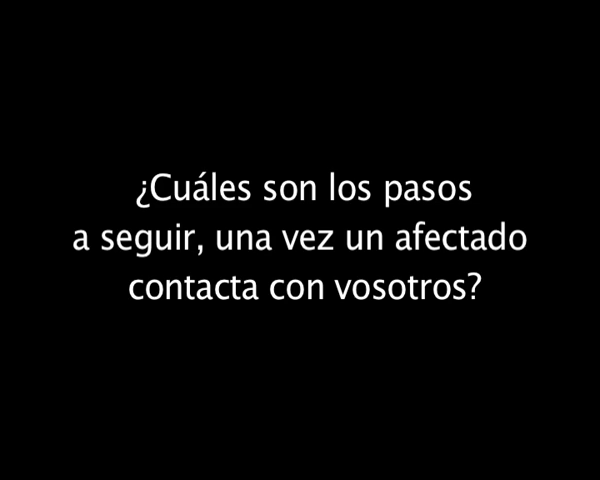 ¿Cuáles son los pasos
a seguir, una vez un afectado
contacta con vosotros?